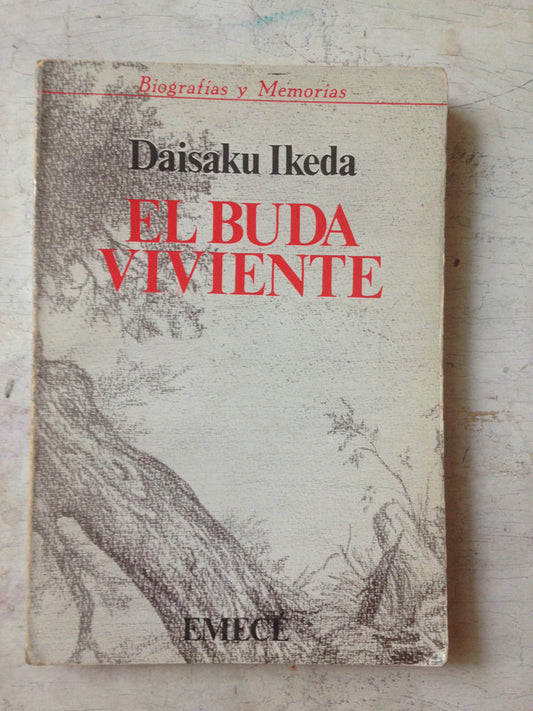 Biografías y Memorias
Daisaku Ikeda
EL BUDA
VIVIENTE
EMECÉ